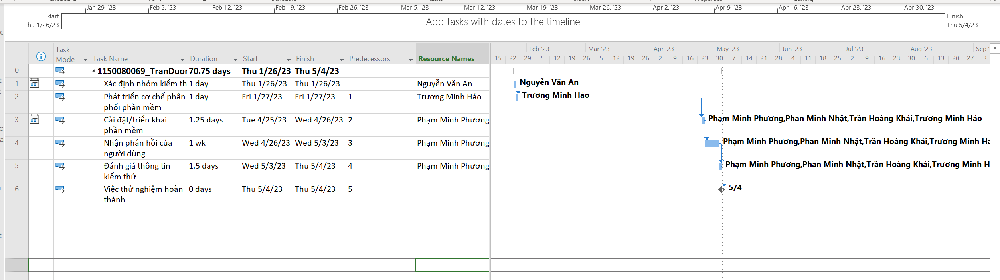 Jan 29, '23 Feb 5, '23 Feb 12, '23 Feb 19, '23 Feb 26, '23 Mar 5, '23 Mar 12, '23 Mar 19, '23 Mar 26, '23 Apr 2, '23 Apr 9, '23 Apr 16, '23 Apr 23, '23 Apr 30, '23
Start
Thu 1/26/23
Add tasks with dates to the timeline
Finish
Thu 5/4/23
Task Mode Task Name Duration Start Finish Predecessors Resource Names
Feb '23 Mar '23 Apr '23 May '23 Jun '23 Jul '23 Aug '23 Sep '
15 22 29 5 12 19 26 5 12 19 26 2 9 16 23 30 7 14 21 28 4 11 18 25 2 9 16 23 30 6 13 20 27 3
0 1150080069_TranDuon 70.75 days Thu 1/26/23 Thu 5/4/23
1 Xác định nhóm kiểm th 1 day Thu 1/26/23 Thu 1/26/23 Nguyễn Văn An
Nguyễn Văn An
2 Phát triển cơ chế phân 1 day Fri 1/27/23 Fri 1/27/23 1 Trương Minh Hảo
phối phần mềm
Trương Minh Hảo
3 Cài đặt/triển khai 1.25 days Tue 4/25/23 Wed 4/26/23 2 Phạm Minh Phương
phần mềm
Phạm Minh Phương,Phan Minh Nhật,Trần Hoàng Khải,Trương Minh Hảo
4 Nhận phản hồi của 1 wk Wed 4/26/23 Wed 5/3/23 3 Phạm Minh Phương
người dùng
Phạm Minh Phương,Phan Minh Nhật,Trần Hoàng Khải,Trương Minh Hả
5 Đánh giá thông tin 1.5 days Wed 5/3/23 Thu 5/4/23 4 Phạm Minh Phương
kiểm thử
Phạm Minh Phương,Phan Minh Nhật,Trần Hoàng Khải,Trương Minh H
6 Việc thử nghiệm hoàn 0 days Thu 5/4/23 Thu 5/4/23 5
thành
5/4